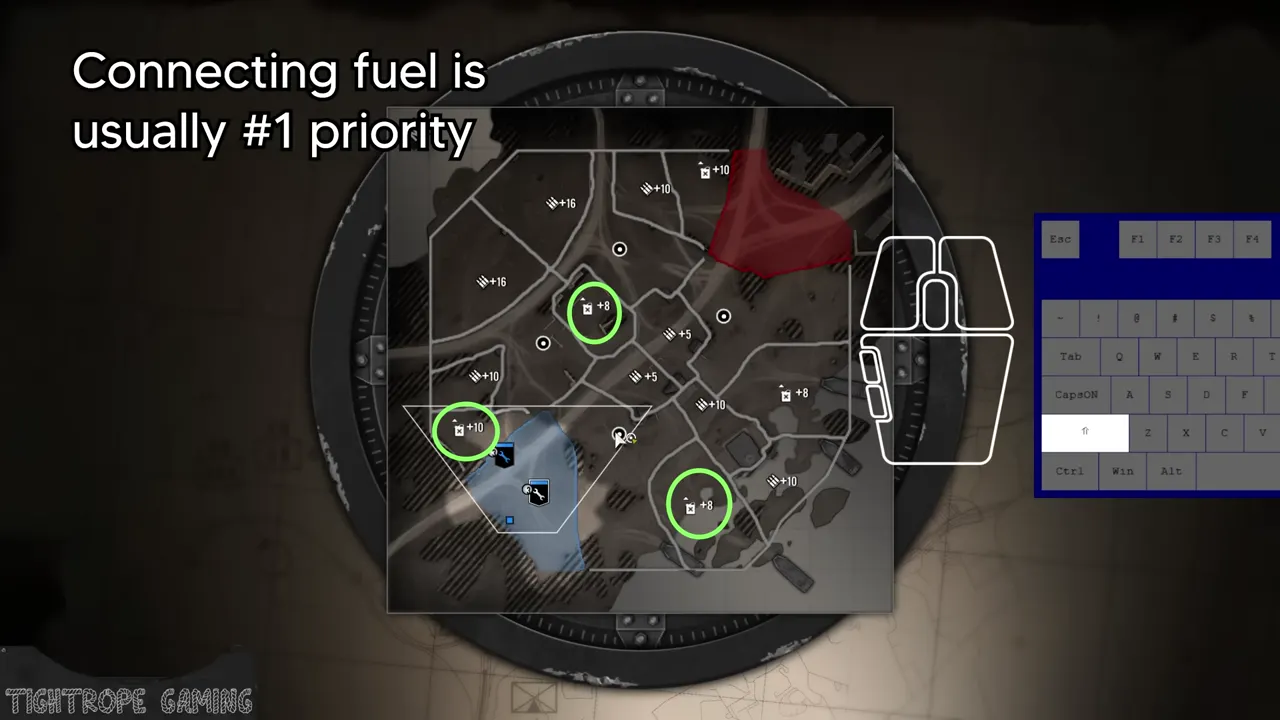 Connecting fuel is
usually #1 priority
+10
+10
+16
+16
+8
+5
+10
+5
+8
+10
+10
+10
+8
Esc F1 F2 F3 F4
~ ! @ # $ %
Tab Q W E R T
CapsON A S D F
⇧ Z X C V
Ctrl Win Alt
TIGHTROPE GAMING